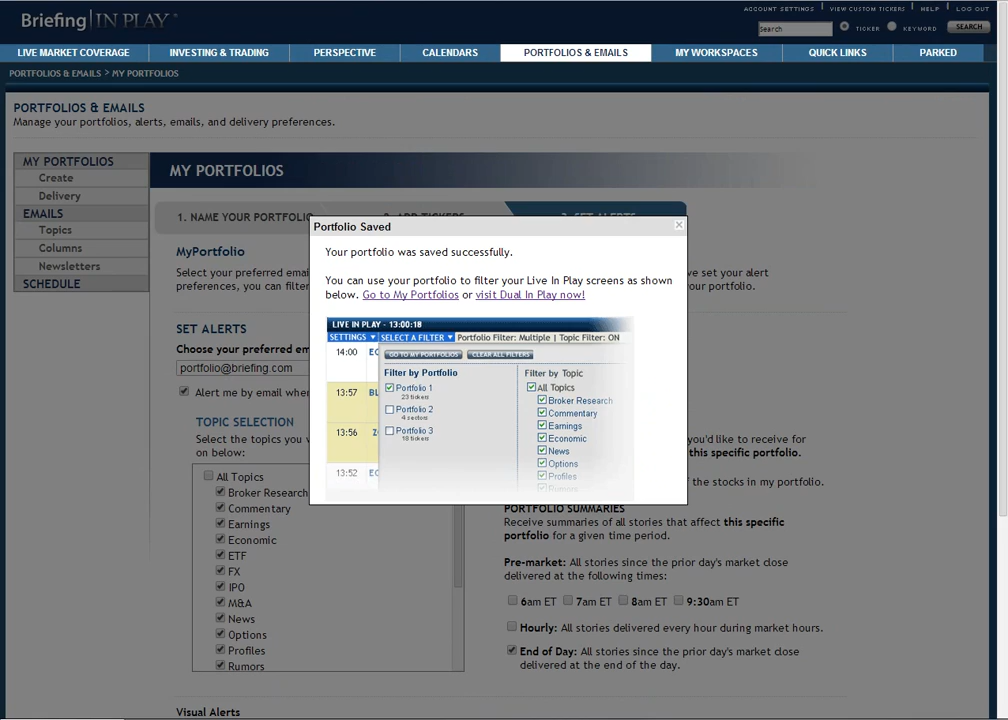 Briefing IN PLAY
ACCOUNT SETTINGS | VIEW CUSTOM TICKERS | HELP | LOG OUT
Search TICKER KEYWORD SEARCH
LIVE MARKET COVERAGE INVESTING & TRADING PERSPECTIVE CALENDARS PORTFOLIOS & EMAILS MY WORKSPACES QUICK LINKS PARKED
PORTFOLIOS & EMAILS > MY PORTFOLIOS
PORTFOLIOS & EMAILS
Manage your portfolios, alerts, emails, and delivery preferences.
MY PORTFOLIOS
Create
Delivery
EMAILS
Topics
Columns
Newsletters
SCHEDULE
MY PORTFOLIOS
1. NAME YOUR PORTFOLIO 2. ADD TICKERS 3. SET ALERTS
MyPortfolio
Select your preferred emai
ve set your alert
preferences, you can filter
your portfolio.
SET ALERTS
Choose your preferred em
portfolio@briefing.com
Alert me by email wher
TOPIC SELECTION
Select the topics you w
on below:
All Topics
Broker Research
Commentary
Earnings
Economic
ETF
FX
IPO
M&A
News
Options
Profiles
Rumors
Visual Alerts
Portfolio Saved
Your portfolio was saved successfully.
You can use your portfolio to filter your Live In Play screens as shown
below. Go to My Portfolios or visit Dual In Play now!
LIVE IN PLAY - 13:00:18
SETTINGS SELECT A FILTER Portfolio Filter: Multiple | Topic Filter: ON
14:00 EC
GO TO MY PORTFOLIOS CLEAR ALL FILTERS
Filter by Portfolio
13:57 BL
Portfolio 1
23 tickers
Portfolio 2
4 sectors
13:56
Portfolio 3
18 tickers
13:52 EC
Filter by Topic
All Topics
Broker Research
Commentary
Earnings
Economic
News
Options
Profiles
Rumors
you'd like to receive for
this specific portfolio.
f the stocks in my portfolio.
PORTFOLIO SUMMARIES
Receive summaries of all stories that affect this specific
portfolio for a given time period.
Pre-market: All stories since the prior day's market close
delivered at the following times:
6am ET 7am ET 8am ET 9:30am ET
Hourly: All stories delivered every hour during market hours.
End of Day: All stories since the prior day's market close
delivered at the end of the day.